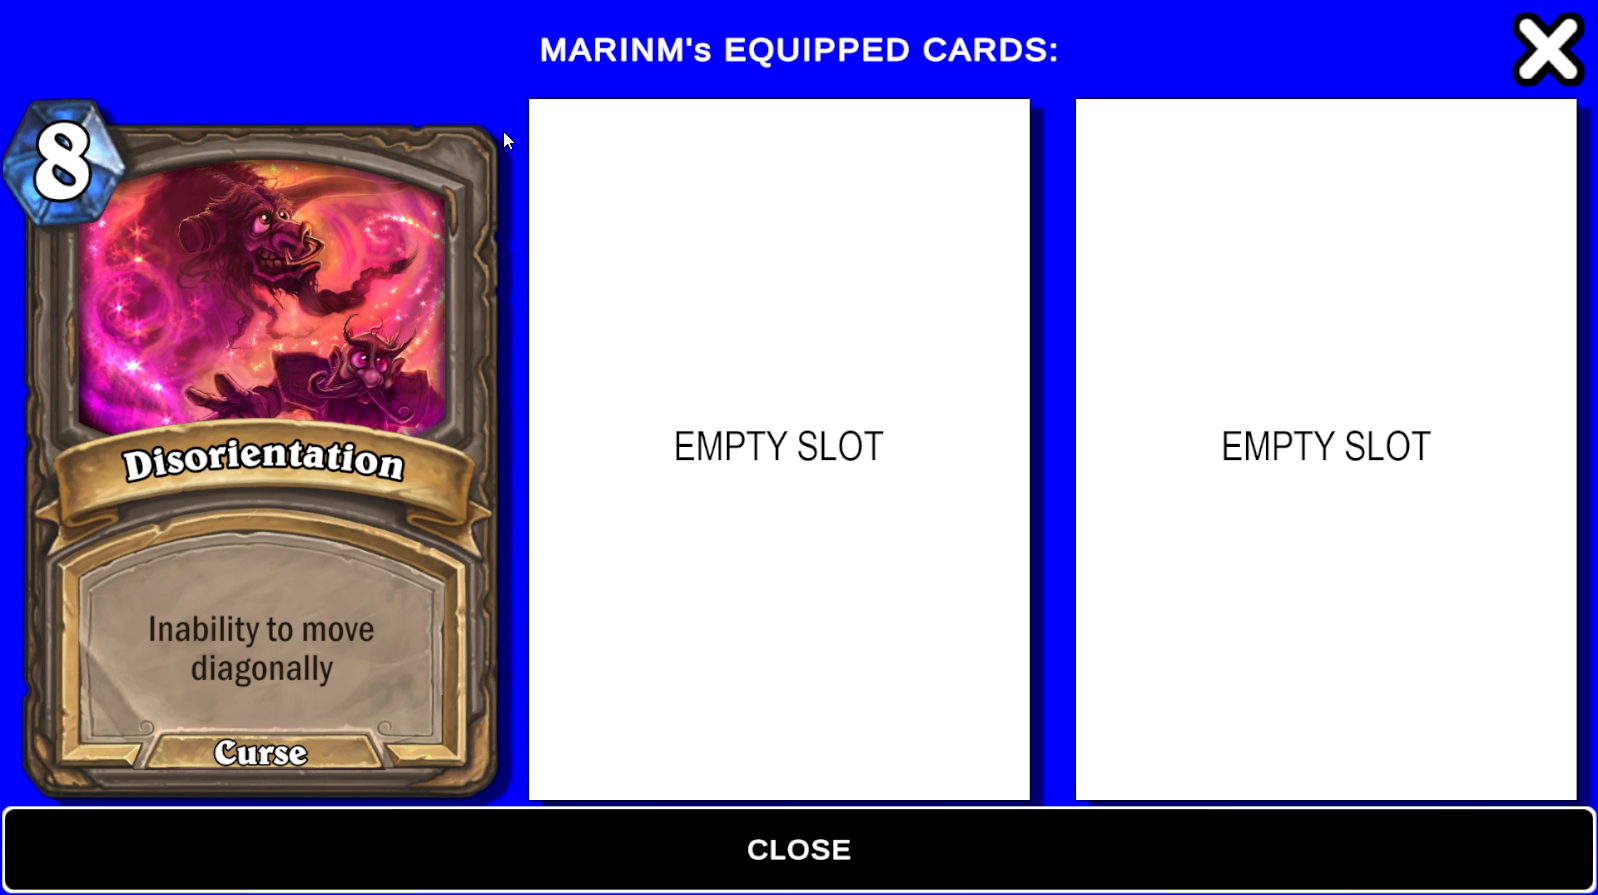 MARINM's EQUIPPED CARDS:
8
Disorientation
Inability to move
diagonally
Curse
EMPTY SLOT
EMPTY SLOT
CLOSE